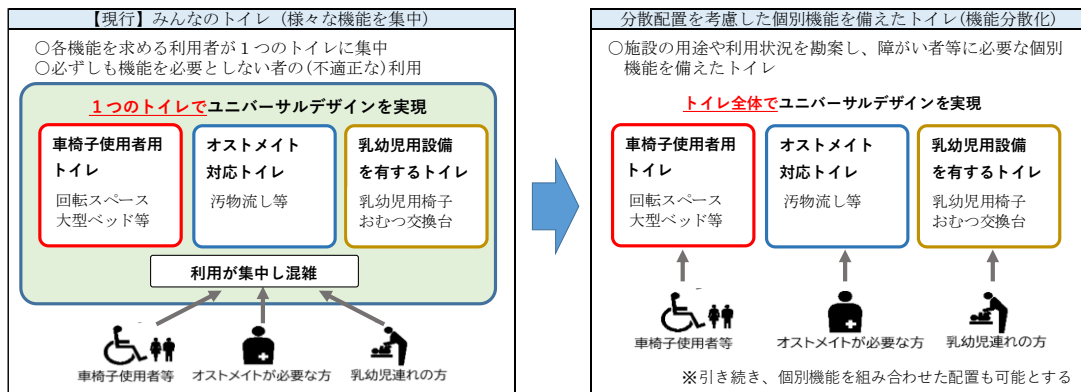 【現行】みんなのトイレ（様々な機能を集中）
○各機能を求める利用者が１つのトイレに集中
○必ずしも機能を必要としない者の(不適正な)利用
１つのトイレでユニバーサルデザインを実現
車椅子使用者用
トイレ
回転スペース
大型ベッド等
オストメイト
対応トイレ
汚物流し等
乳幼児用設備
を有するトイレ
乳幼児用椅子
おむつ交換台
利用が集中し混雑
車椅子使用者等
オストメイトが必要な方
乳幼児連れの方
分散配置を考慮した個別機能を備えたトイレ(機能分散化)
○施設の用途や利用状況を勘案し、障がい者等に必要な個別
機能を備えたトイレ
トイレ全体でユニバーサルデザインを実現
車椅子使用者用
トイレ
回転スペース
大型ベッド等
オストメイト
対応トイレ
汚物流し等
乳幼児用設備
を有するトイレ
乳幼児用椅子
おむつ交換台
車椅子使用者等
オストメイトが必要な方
乳幼児連れの方
※引き続き、個別機能を組み合わせた配置も可能とする